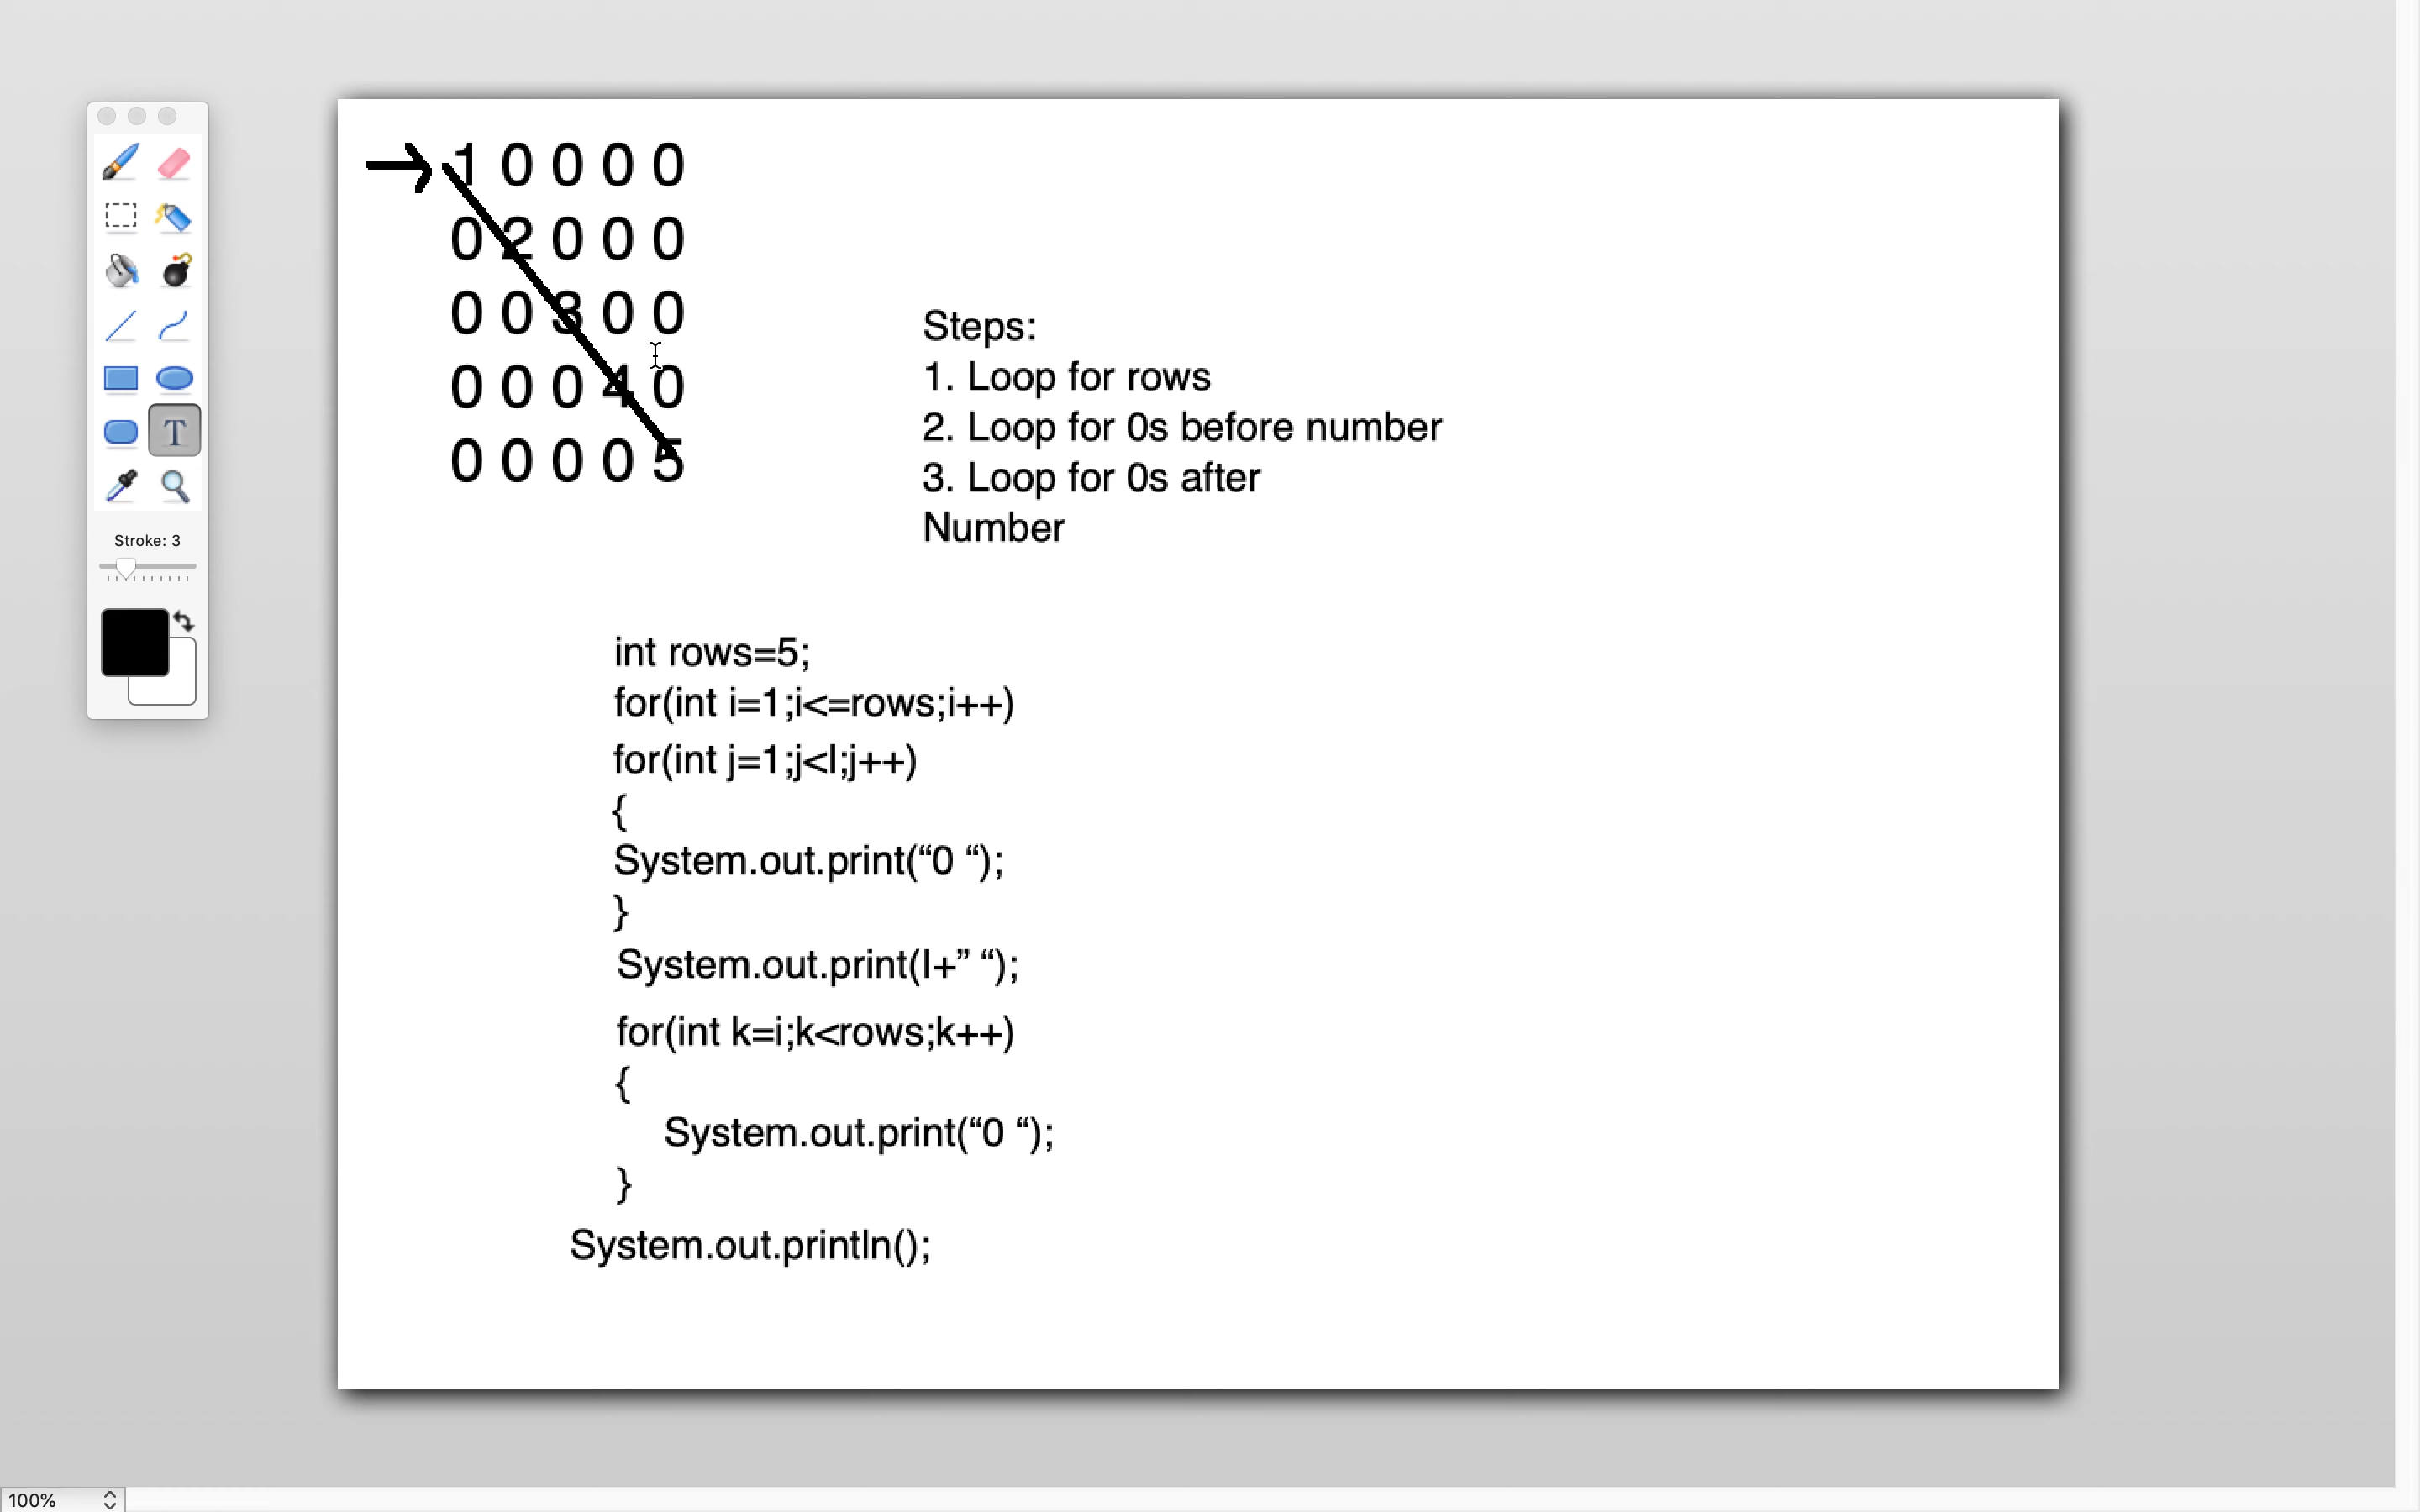 1 0 0 0 0
0 2 0 0 0
0 0 3 0 0
0 0 0 4 0
0 0 0 0 5
Steps:
1. Loop for rows
2. Loop for 0s before number
3. Loop for 0s after
Number
T
Stroke: 3
int rows=5;
for(int i=1;i<=rows;i++)
for(int j=1;j<I;j++)
{
System.out.print(“0 “);
}
System.out.print(I+” “);
for(int k=i;k<rows;k++)
{
System.out.print(“0 “);
}
System.out.println();
100%